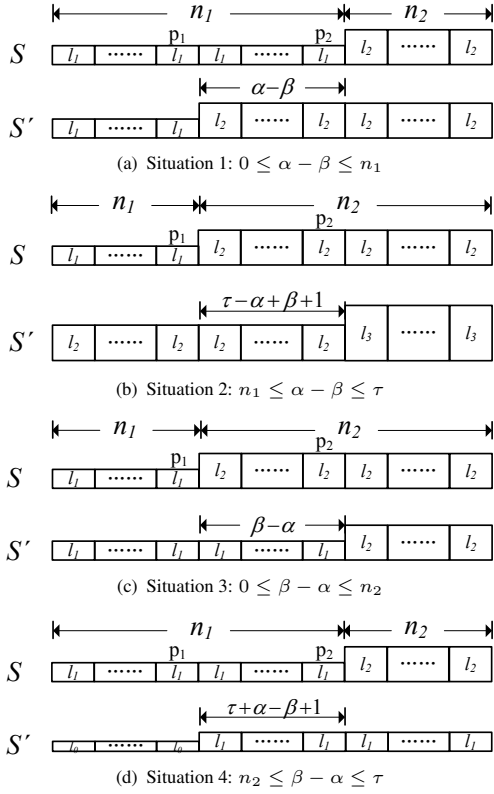 n₁ n₂
p₁ p₂
S l₁ ······ l₁ l₁ ······ l₁ l₂ ······ l₂
α−β
S′ l₁ ······ l₁ l₂ ······ l₂ l₂ ······ l₂
(a) Situation 1: 0 ≤ α − β ≤ n₁
n₁ n₂
p₁ p₂
S l₁ ······ l₁ l₂ ······ l₂ l₂ ······ l₂
τ−α+β+1
S′ l₂ ······ l₂ l₂ ······ l₂ l₃ ······ l₃
(b) Situation 2: n₁ ≤ α − β ≤ τ
n₁ n₂
p₁ p₂
S l₁ ······ l₁ l₂ ······ l₂ l₂ ······ l₂
β−α
S′ l₁ ······ l₁ l₁ ······ l₁ l₂ ······ l₂
(c) Situation 3: 0 ≤ β − α ≤ n₂
n₁ n₂
p₁ p₂
S l₁ ······ l₁ l₁ ······ l₁ l₂ ······ l₂
τ+α−β+1
S′ l₀ ······ l₀ l₁ ······ l₁ l₁ ······ l₁
(d) Situation 4: n₂ ≤ β − α ≤ τ